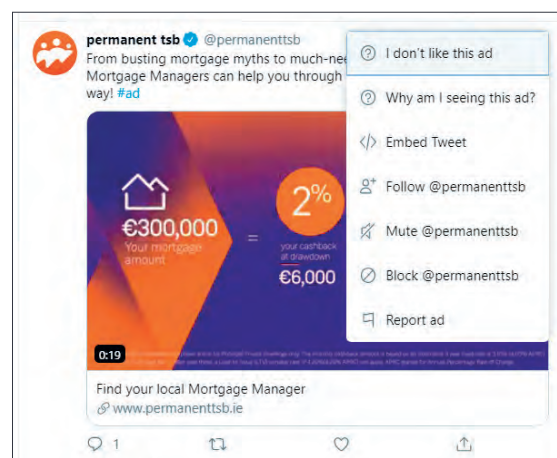 permanent tsb @permanenttsb
From busting mortgage myths to much-nee
Mortgage Managers can help you through
way! #ad
I don't like this ad
Why am I seeing this ad?
Embed Tweet
Follow @permanenttsb
Mute @permanenttsb
Block @permanenttsb
Report ad
€300,000
Your mortgage
amount
=
2%
your cashback
at drawdown
€6,000
0:19
Find your local Mortgage Manager
www.permanenttsb.ie
1